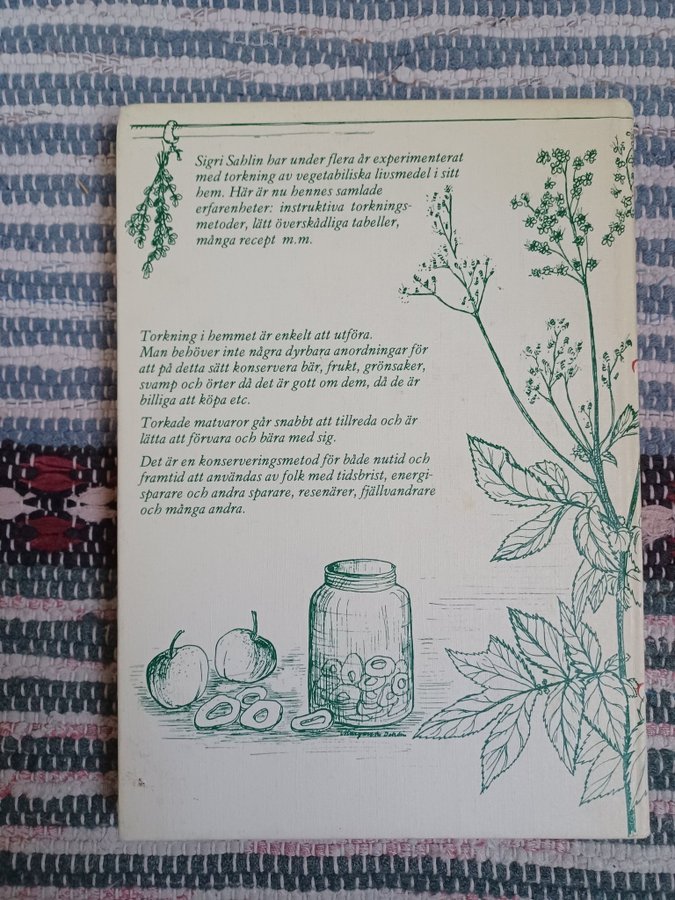 Sigri Sahlin har under flera år experimenterat
med torkning av vegetabiliska livsmedel i sitt
hem. Här är nu hennes samlade
erfarenheter: instruktiva torknings-
metoder, lätt överskådliga tabeller,
många recept m.m.
Torkning i hemmet är enkelt att utföra.
Man behöver inte några dyrbara anordningar för
att på detta sätt konservera bär, frukt, grönsaker,
svamp och örter då det är gott om dem, då de är
billiga att köpa etc.
Torkade matvaror går snabbt att tillreda och är
lätta att förvara och bära med sig.
Det är en konserveringsmetod för både nutid och
framtid att användas av folk med tidsbrist, energi-
sparare och andra sparare, resenärer, fjällvandrare
och många andra.